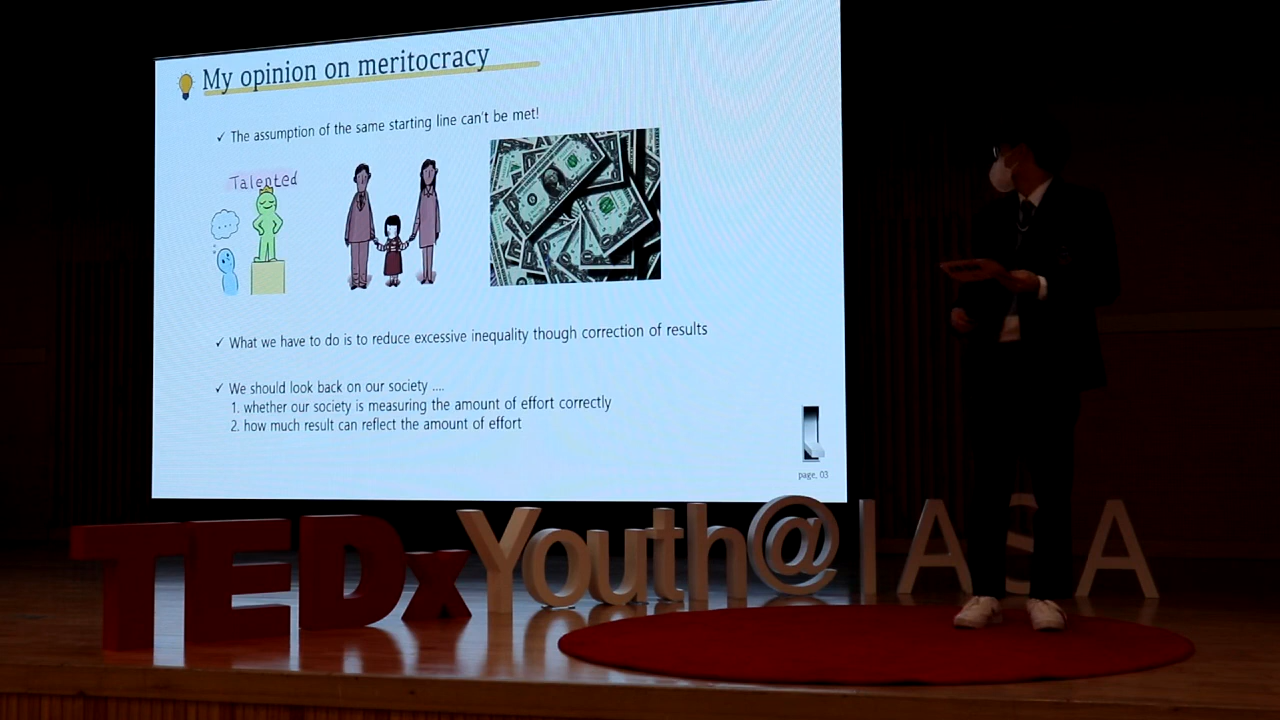 My opinion on meritocracy
✓ The assumption of the same starting line can't be met!
Talented
✓ What we have to do is to reduce excessive inequality though correction of results
✓ We should look back on our society ....
1. whether our society is measuring the amount of effort correctly
2. how much result can reflect the amount of effort
page. 03
TEDxYouth@IASA